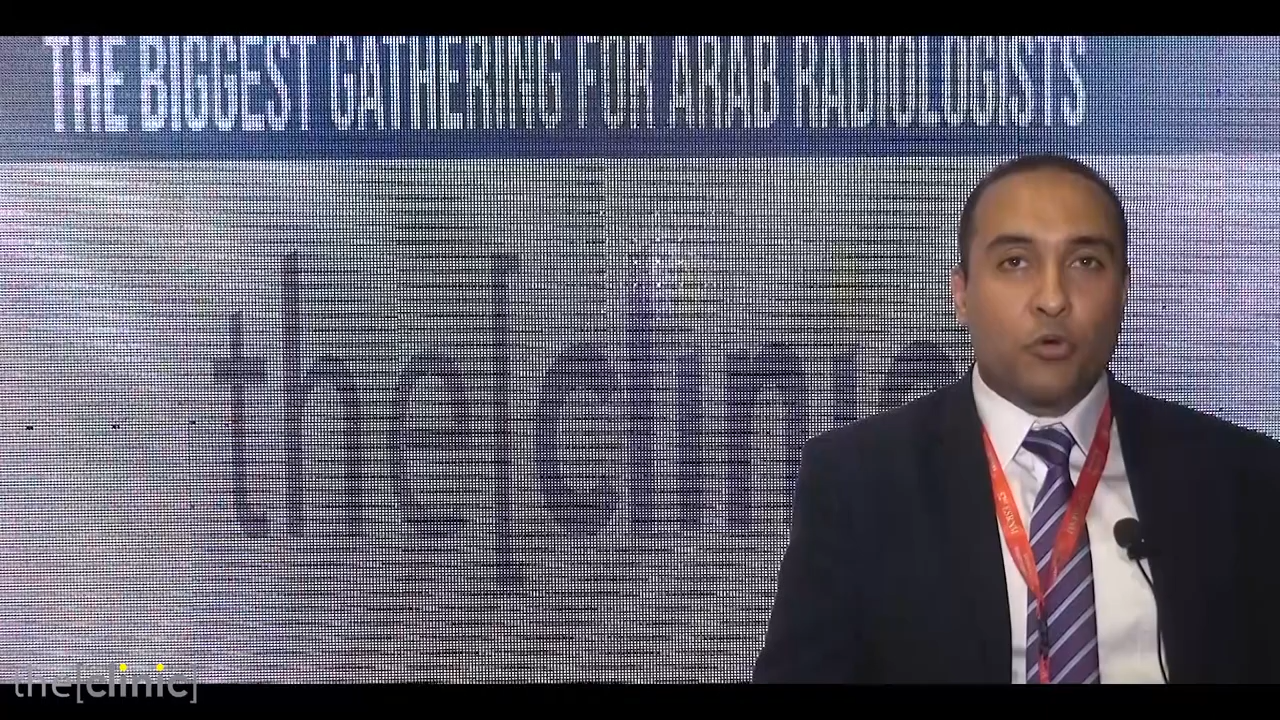 THE BIGGEST GATHERING FOR ARAB RADIOLOGISTS
the[clinic
the[clinic]